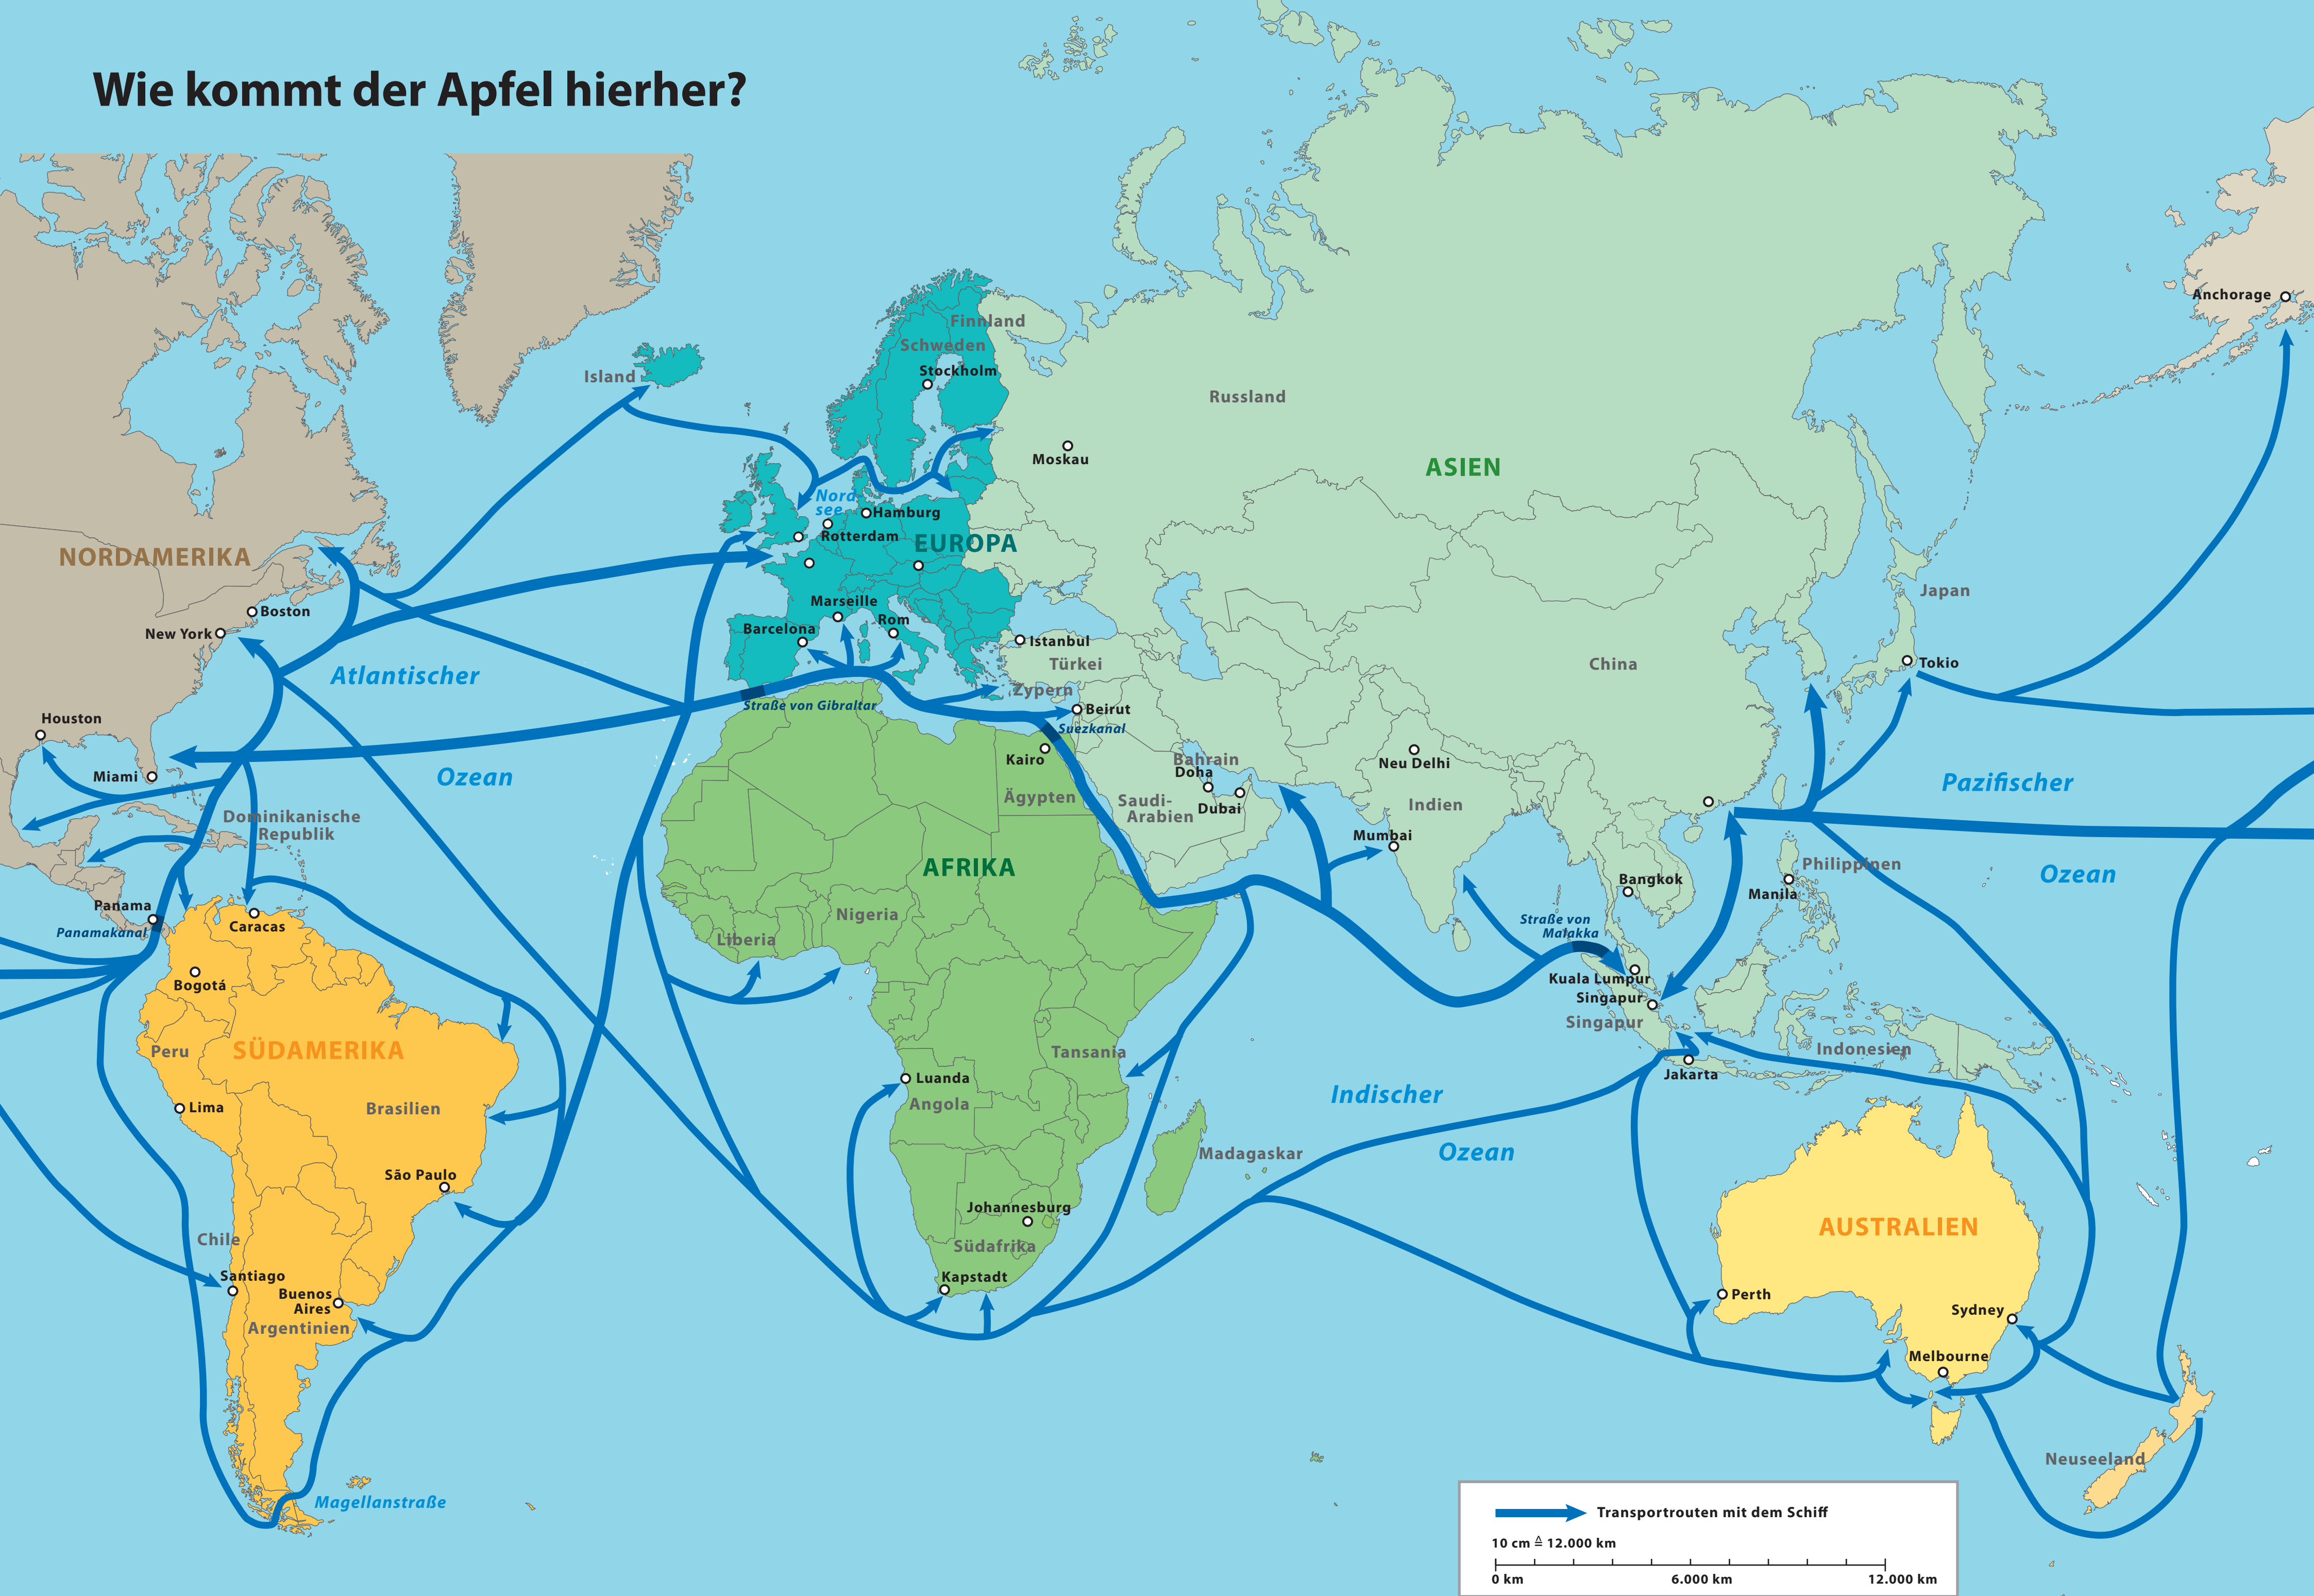 Wie kommt der Apfel hierher?
Anchorage
Finnland
Schweden
Stockholm
Island
Russland
Moskau
ASIEN
Nord-
see
Hamburg
Rotterdam
EUROPA
NORDAMERIKA
Boston
New York
Marseille
Rom
Barcelona
Istanbul
Türkei
Zypern
Japan
Tokio
China
Atlantischer
Ozean
Straße von Gibraltar
Beirut
Suezkanal
Kairo
Ägypten
Houston
Miami
Bahrain
Doha
Dubai
Saudi-
Arabien
Neu Delhi
Indien
Mumbai
Pazifischer
Ozean
Dominikanische
Republik
AFRIKA
Philippinen
Manila
Bangkok
Panama
Panamakanal
Caracas
Nigeria
Liberia
Straße von
Malakka
Kuala Lumpur
Singapur
Singapur
Bogotá
Peru
SÜDAMERIKA
Tansania
Indonesien
Jakarta
Luanda
Angola
Lima
Brasilien
Indischer
Ozean
Madagaskar
São Paulo
Johannesburg
Südafrika
Kapstadt
AUSTRALIEN
Chile
Santiago
Buenos
Aires
Argentinien
Perth
Sydney
Melbourne
Neuseeland
Magellanstraße
Transportrouten mit dem Schiff
10 cm ≙ 12.000 km
0 km 6.000 km 12.000 km